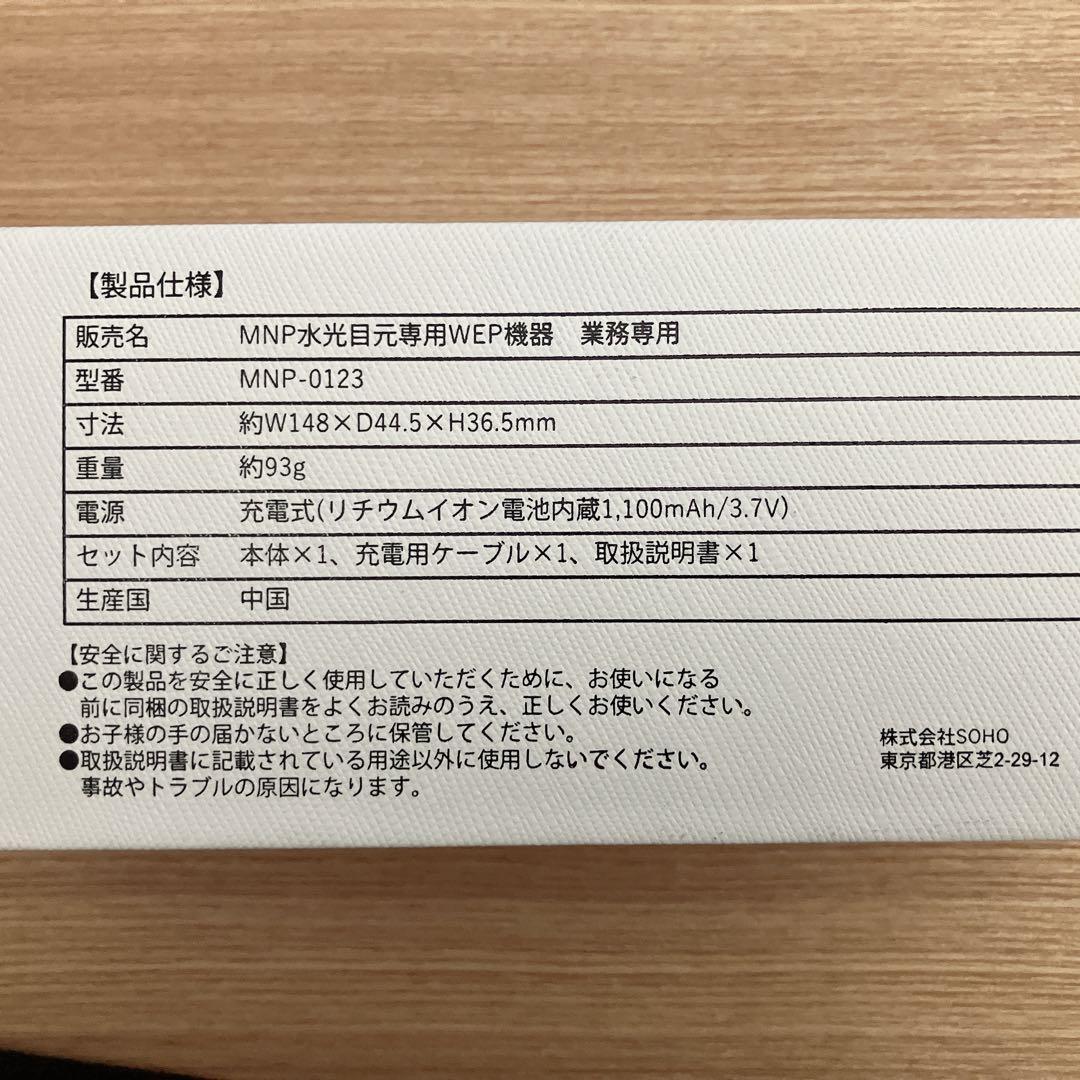 【製品仕様】
販売名 MNP水光目元専用WEP機器　業務専用
型番 MNP-0123
寸法 約W148×D44.5×H36.5mm
重量 約93g
電源 充電式(リチウムイオン電池内蔵1,100mAh/3.7V)
セット内容 本体×1、充電用ケーブル×1、取扱説明書×1
生産国 中国
【安全に関するご注意】
●この製品を安全に正しく使用していただくために、お使いになる
前に同梱の取扱説明書をよくお読みのうえ、正しくお使いください。
●お子様の手の届かないところに保管してください。
●取扱説明書に記載されている用途以外に使用しないでください。
事故やトラブルの原因になります。
株式会社SOHO
東京都港区芝2-29-12